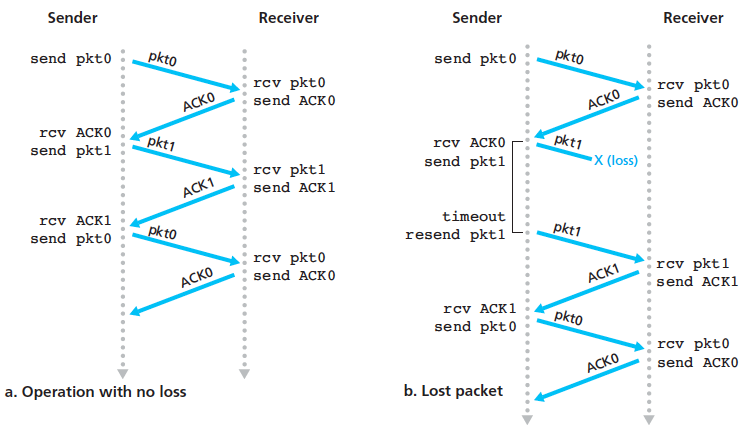 Sender
Receiver
send pkt0
pkt0
rcv pkt0
send ACK0
ACK0
rcv ACK0
send pkt1
pkt1
rcv pkt1
send ACK1
ACK1
rcv ACK1
send pkt0
pkt0
rcv pkt0
send ACK0
ACK0
a. Operation with no loss
Sender
Receiver
send pkt0
pkt0
rcv pkt0
send ACK0
ACK0
rcv ACK0
send pkt1
pkt1
X (loss)
timeout
resend pkt1
pkt1
rcv pkt1
send ACK1
ACK1
rcv ACK1
send pkt0
pkt0
rcv pkt0
send ACK0
ACK0
b. Lost packet